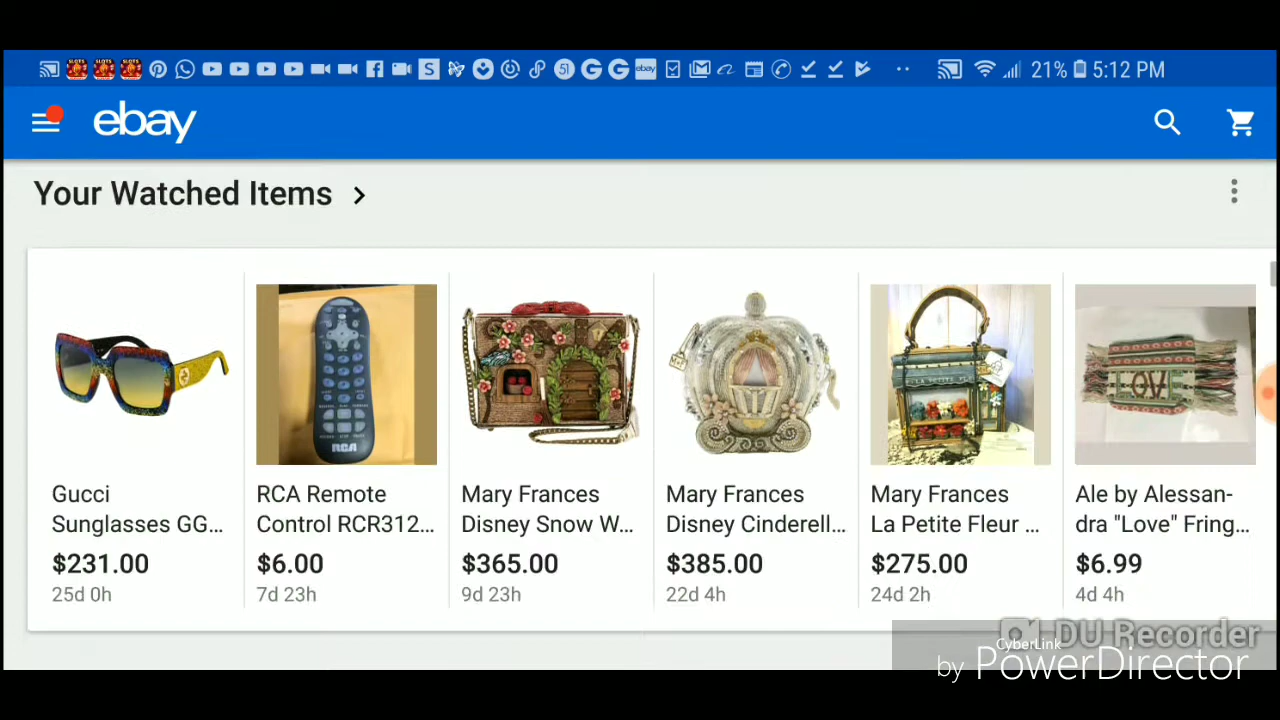 21% 5:12 PM
ebay
Your Watched Items
Gucci
Sunglasses GG...
$231.00
25d 0h
RCA
RCA Remote
Control RCR312...
$6.00
7d 23h
Mary Frances
Disney Snow W...
$365.00
9d 23h
Mary Frances
Disney Cinderell...
$385.00
22d 4h
Mary Frances
La Petite Fleur ...
$275.00
24d 2h
Ale by Alessan-
dra "Love" Fring...
$6.99
4d 4h
DU Recorder
CyberLink
by PowerDirector